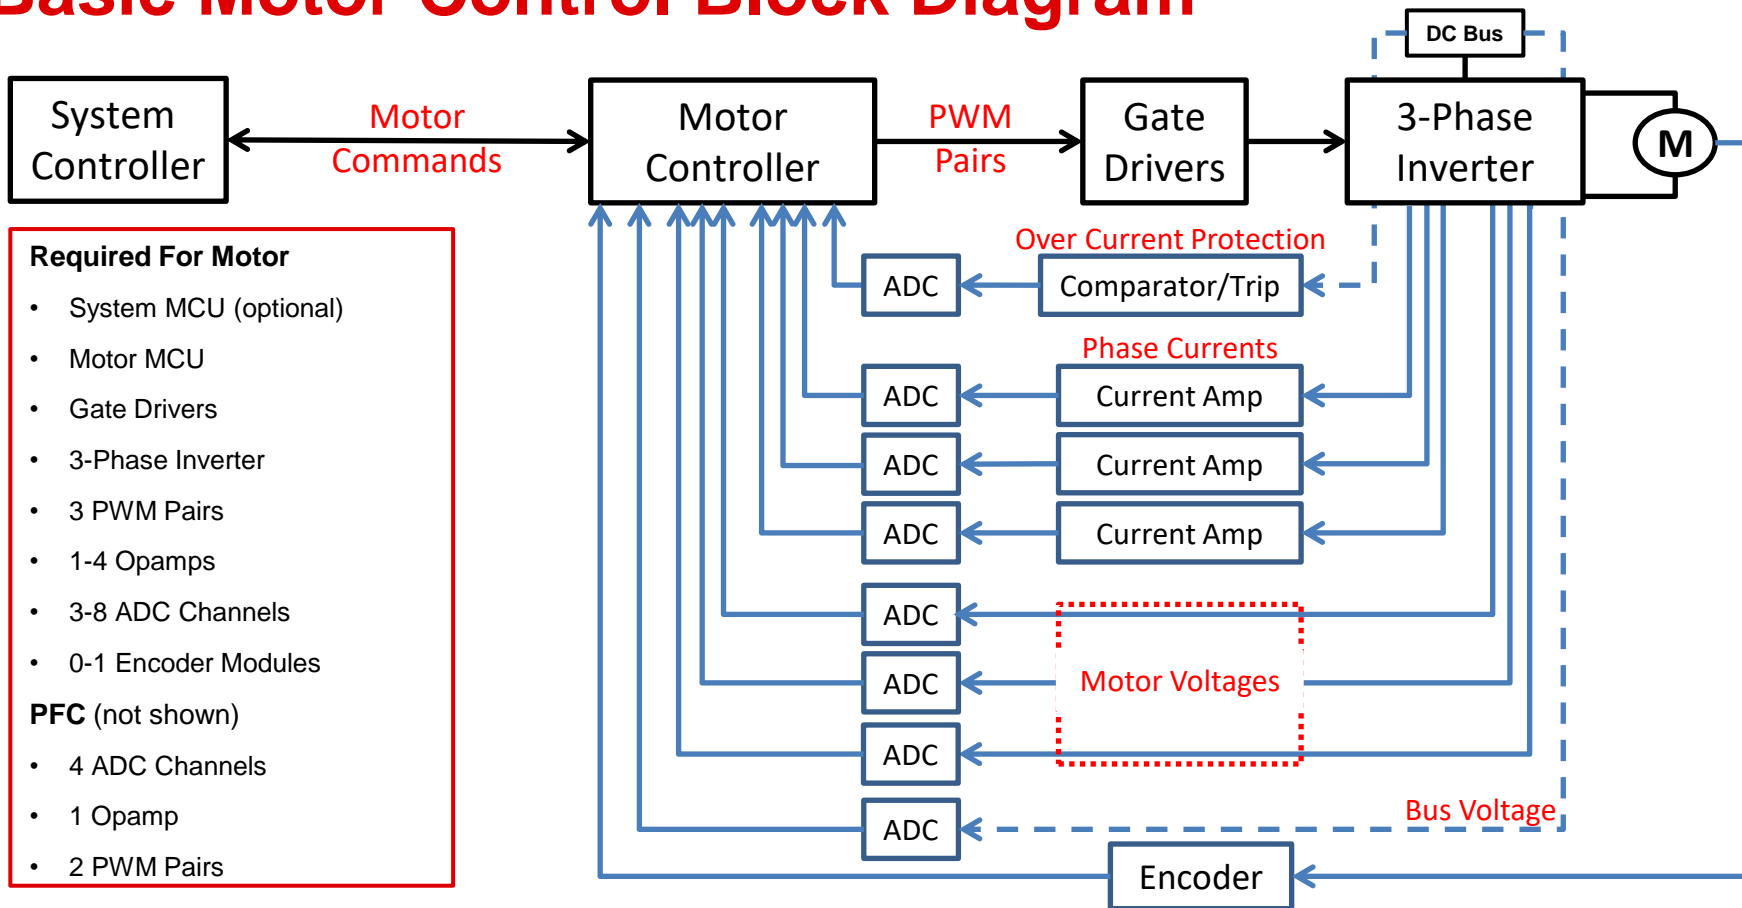 Basic Motor Control Block Diagram
DC Bus
System
Controller
Motor
Commands
Motor
Controller
PWM
Pairs
Gate
Drivers
3-Phase
Inverter
M
Required For Motor
• System MCU (optional)
• Motor MCU
• Gate Drivers
• 3-Phase Inverter
• 3 PWM Pairs
• 1-4 Opamps
• 3-8 ADC Channels
• 0-1 Encoder Modules
PFC (not shown)
• 4 ADC Channels
• 1 Opamp
• 2 PWM Pairs
Over Current Protection
ADC
Comparator/Trip
Phase Currents
ADC
Current Amp
ADC
Current Amp
ADC
Current Amp
ADC
ADC
Motor Voltages
ADC
Bus Voltage
ADC
Encoder